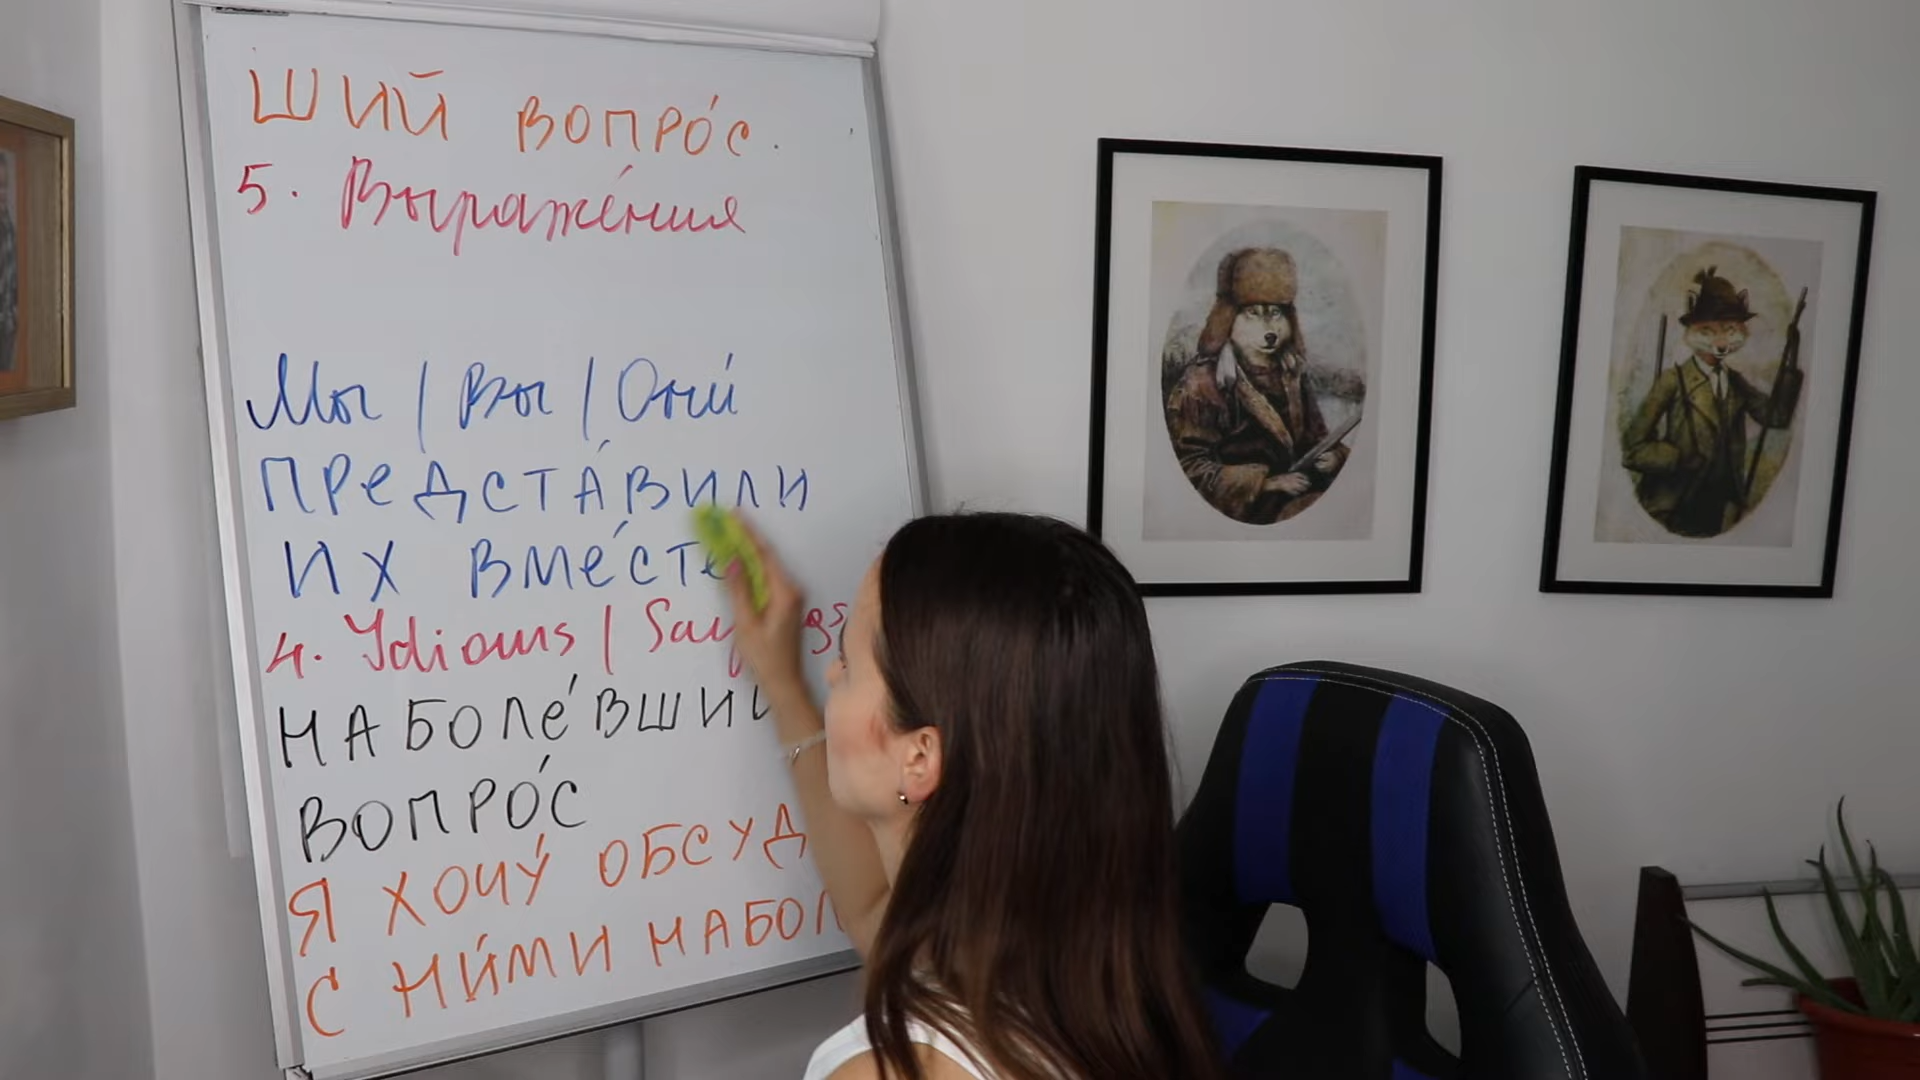 ШИЙ ВОПРО́С.
5. Выраже́ния
Мы | Вы | Они́
ПРЕДСТА́ВИЛИ
ИХ ВМЕ́СТЕ
4. Idioms | Sayings
НАБОЛЕ́ВШИЙ
ВОПРО́С
Я ХОЧУ́ ОБСУД
С НИ́МИ НАБОЛ